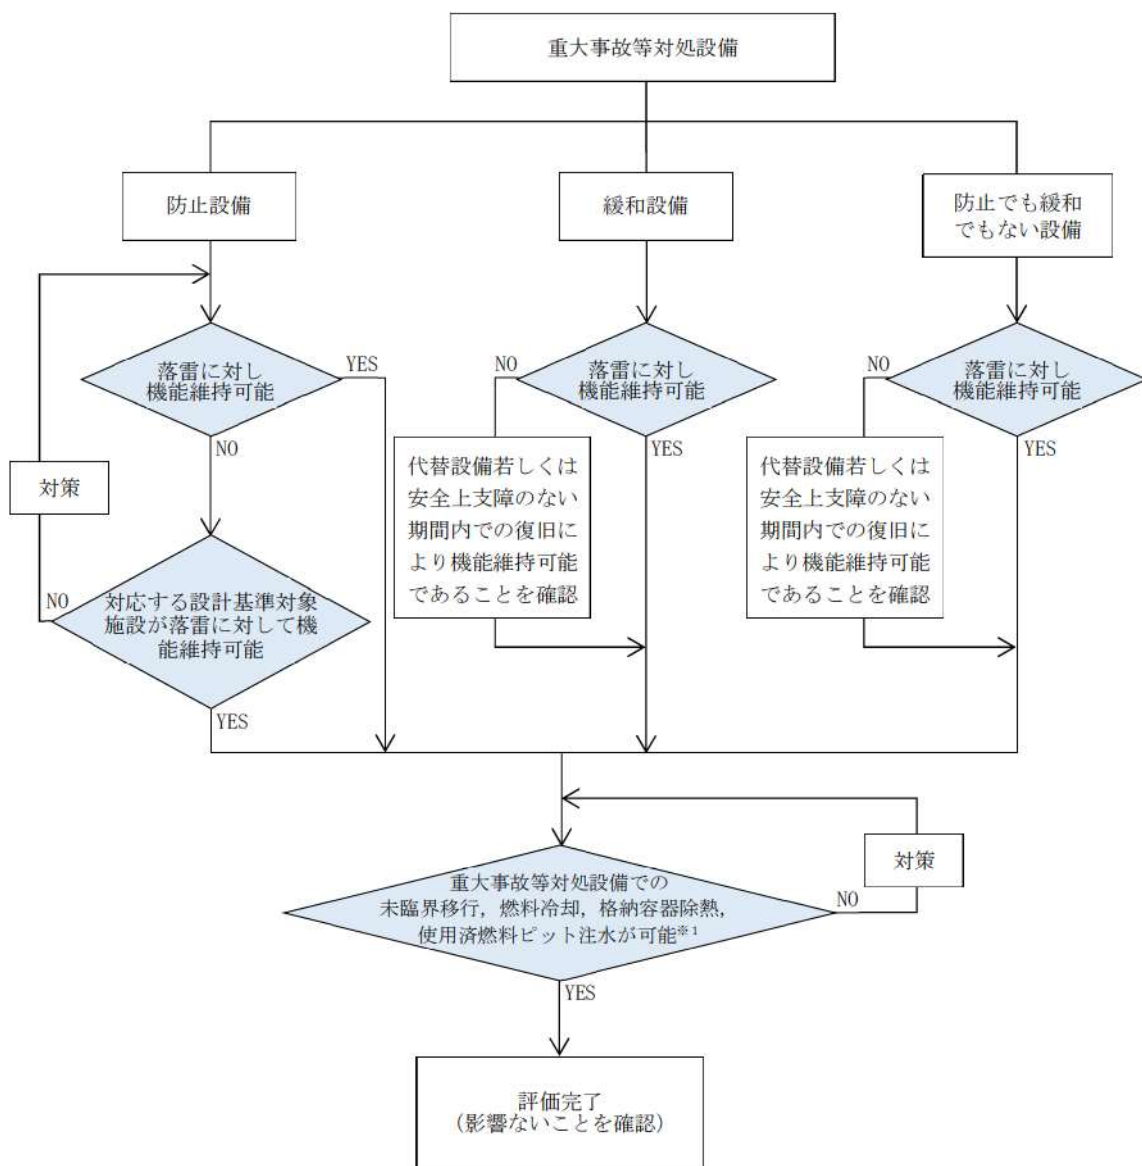 重大事故等対処設備
防止設備
緩和設備
防止でも緩和
でもない設備
落雷に対し
機能維持可能
YES
NO
対策
対応する設計基準対象
施設が落雷に対して機
能維持可能
NO
YES
落雷に対し
機能維持可能
NO
YES
代替設備若しくは
安全上支障のない
期間内での復旧に
より機能維持可能
であることを確認
落雷に対し
機能維持可能
NO
YES
代替設備若しくは
安全上支障のない
期間内での復旧に
より機能維持可能
であることを確認
重大事故等対処設備での
未臨界移行，燃料冷却，格納容器除熱，
使用済燃料ピット注水が可能※1
NO
対策
YES
評価完了
(影響ないことを確認)